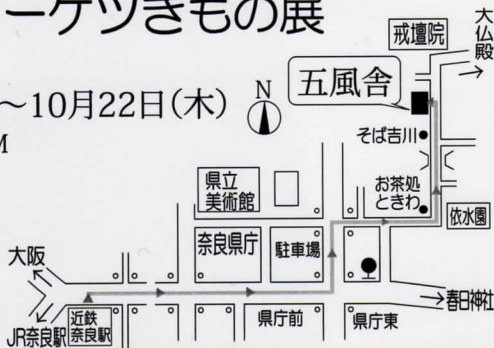 ーケツきもの展
〜10月22日(木)
M
N
大仏殿
戒壇院
五風舎
そば吉川
お茶処
ときわ
依水園
県立
美術館
奈良県庁
駐車場
大阪
近鉄
奈良駅
JR奈良駅
県庁前
県庁東
春日神社